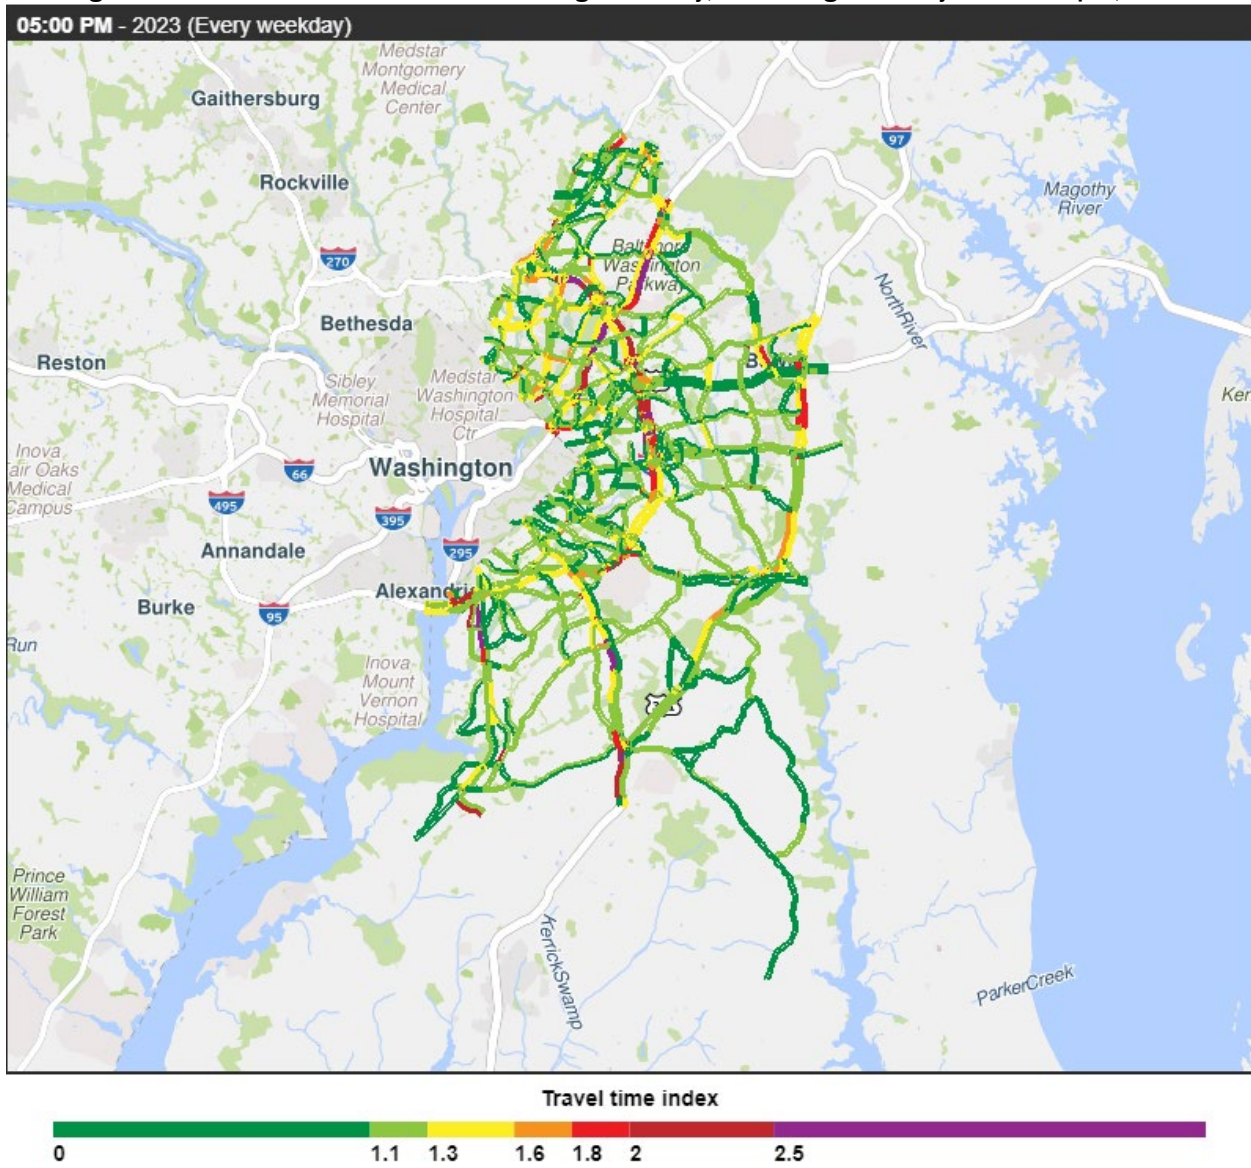 05:00 PM - 2023 (Every weekday)
Medstar
Montgomery
Medical
Center
Gaithersburg
97
Rockville
Magothy
River
270
Baltimore
Washington
Parkway
NorthRiver
Bethesda
Reston
Sibley
Memorial
Hospital
Medstar
Washington
Hospital
Ctr
Ker
Inova
air Oaks
Medical
Campus
Washington
66
495
395
Annandale
295
Alexandri
Burke
95
Run
Inova
Mount
Vernon
Hospital
Prince
William
Forest
Park
KerrickSwamp
ParkerCreek
Travel time index
0 1.1 1.3 1.6 1.8 2 2.5